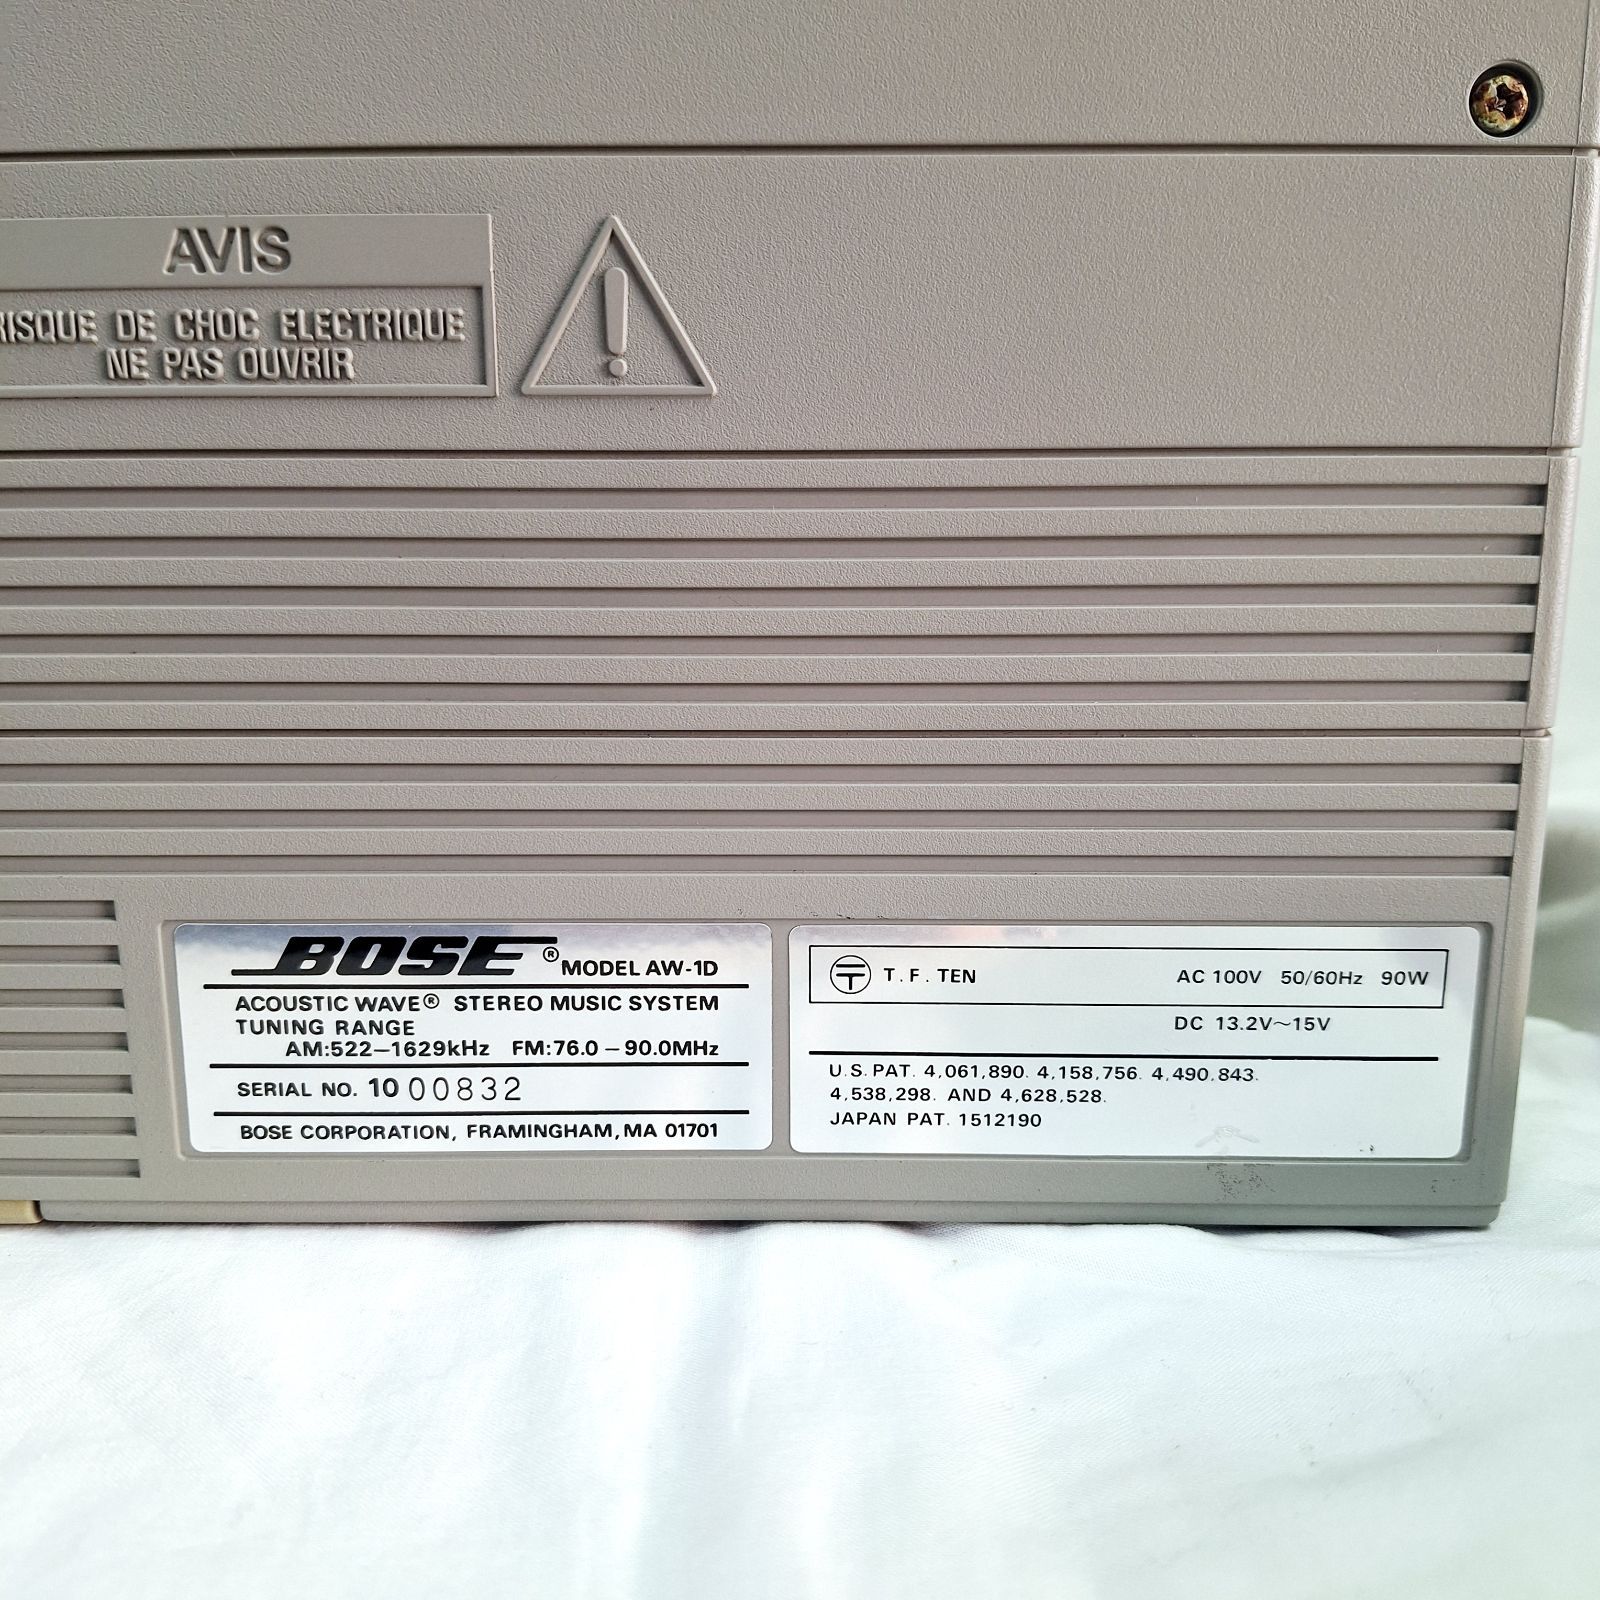 AVIS
RISQUE DE CHOC ELECTRIQUE
NE PAS OUVRIR
BOSE® MODEL AW-1D
ACOUSTIC WAVE® STEREO MUSIC SYSTEM
TUNING RANGE
AM:522–1629kHz FM:76.0–90.0MHz
SERIAL NO. 10 00832
BOSE CORPORATION, FRAMINGHAM, MA 01701
T. F. TEN AC 100V 50/60Hz 90W
DC 13.2V~15V
U.S. PAT. 4,061,890. 4,158,756. 4,490,843.
4,538,298. AND 4,628,528.
JAPAN PAT. 1512190